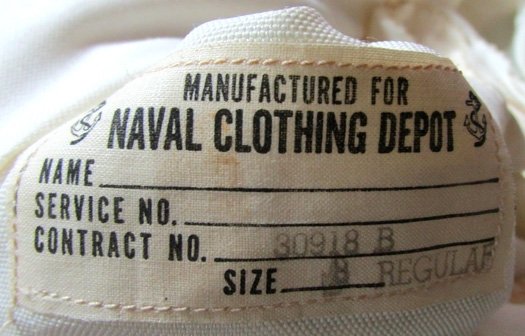 MANUFACTURED FOR
NAVAL CLOTHING DEPOT
NAME
SERVICE NO.
CONTRACT NO. 30918 B
SIZE REGULAR